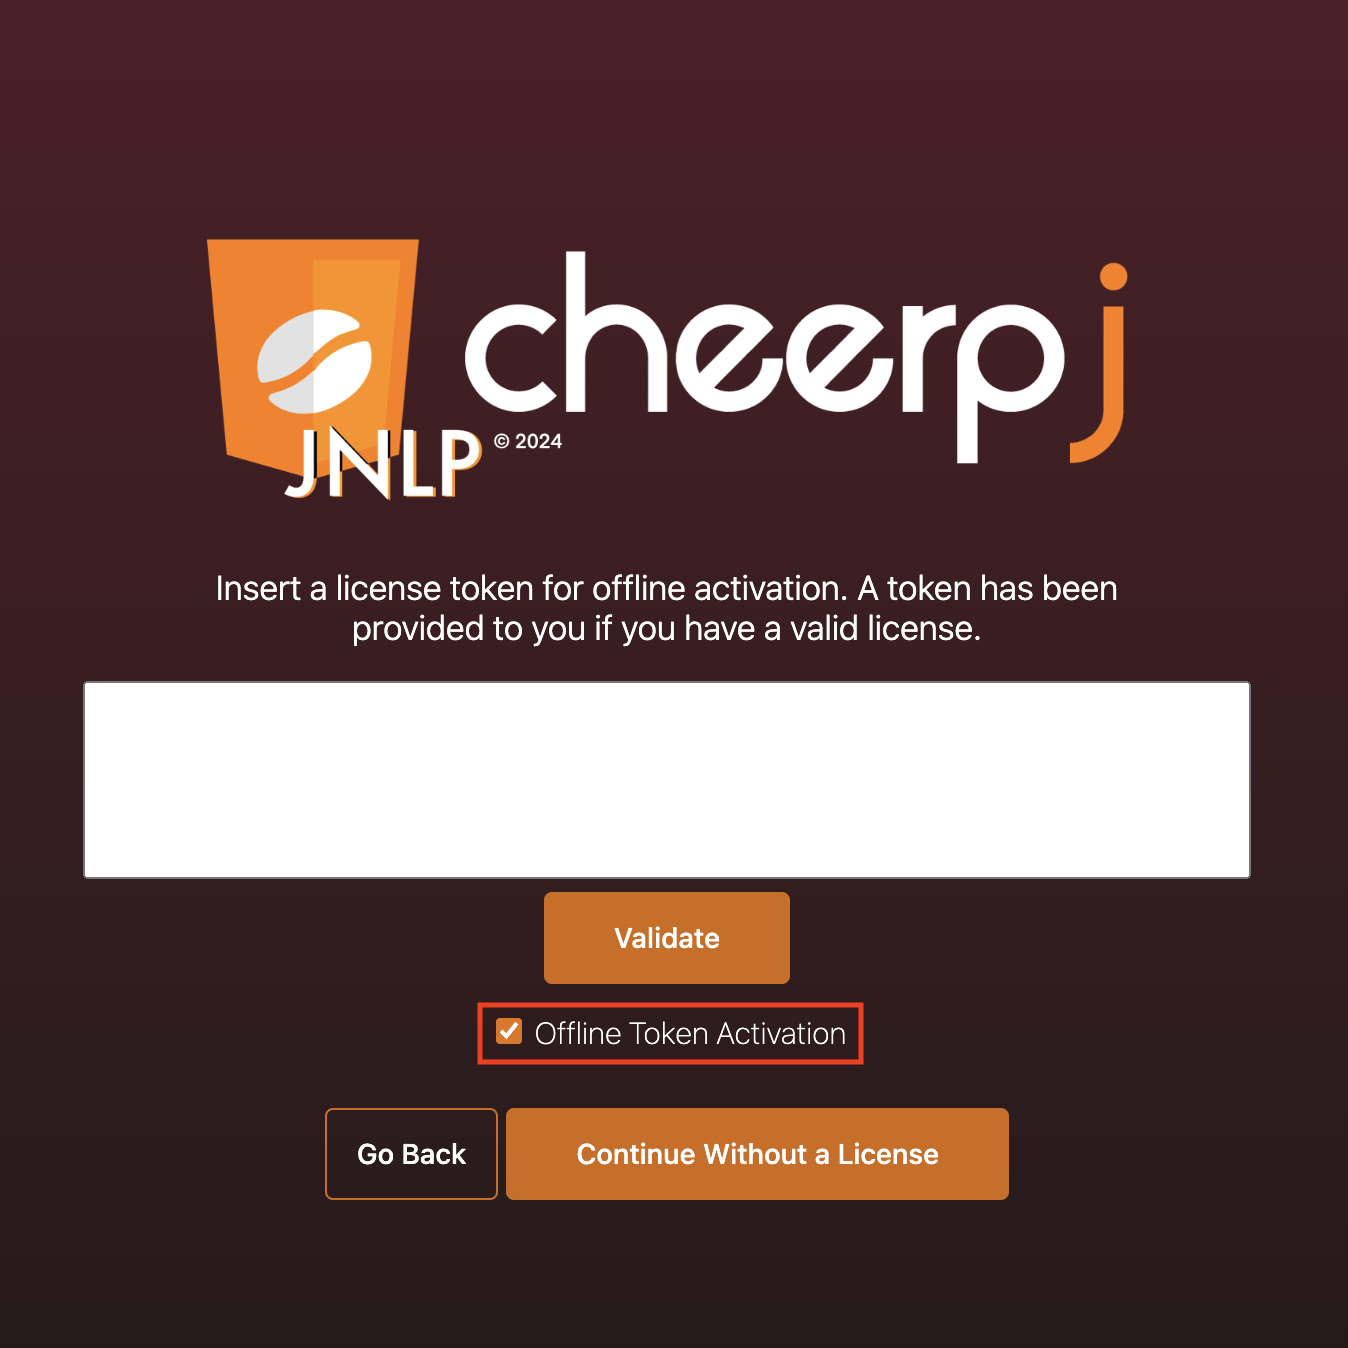 cheerpj
JNLP © 2024
Insert a license token for offline activation. A token has been
provided to you if you have a valid license.
Validate
Offline Token Activation
Go Back
Continue Without a License